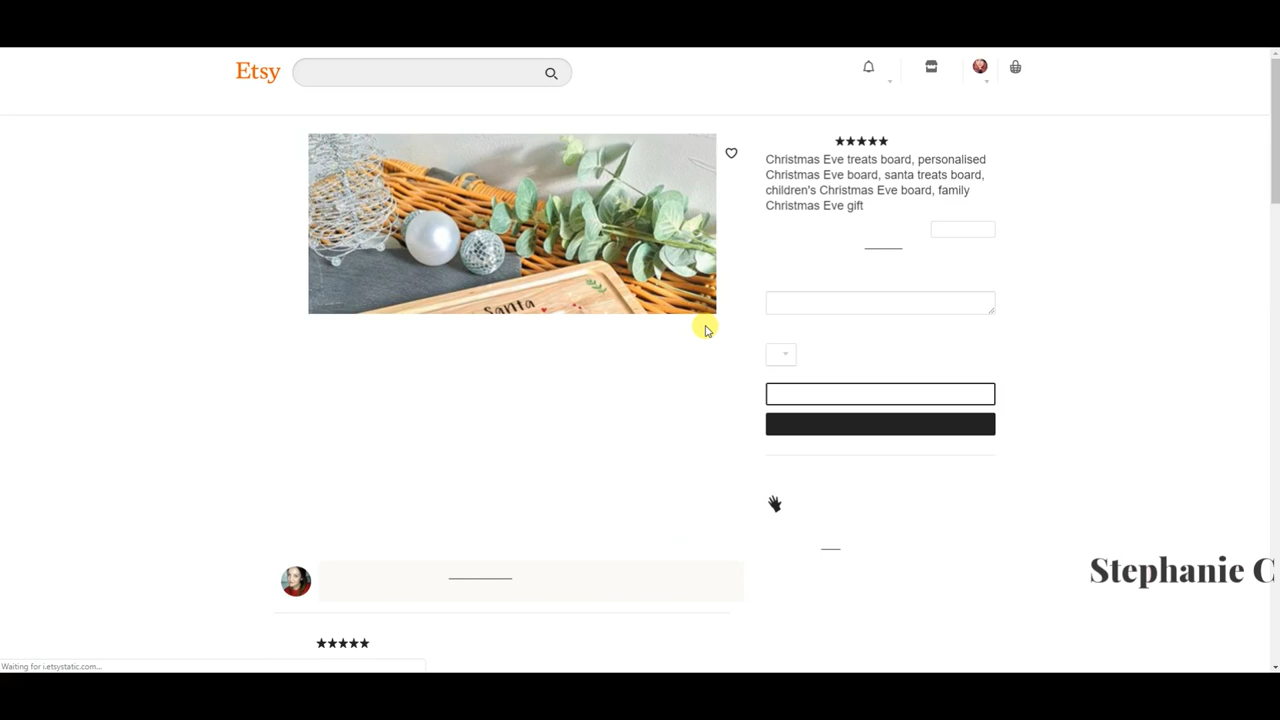 Etsy
★★★★★
Christmas Eve treats board, personalised
Christmas Eve board, santa treats board,
children's Christmas Eve board, family
Christmas Eve gift
Santa
Stephanie C
★★★★★
Waiting for i.etsystatic.com...